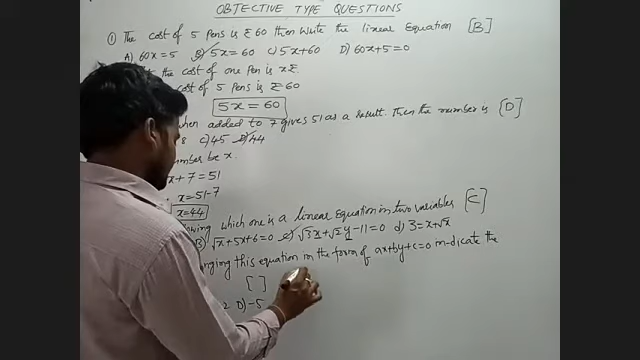 OBTECTIVE TYPE QUESTIONS
① The cost of 5 Pens is ₹60 then write the linear Equation [B]
A) 60x=5 B) 5x=60 C) 5x+60 D) 60x+5=0
the cost of one pen is x₹.
cost of 5 pens is ₹60
5x=60
when added to 7 gives 51 as a result. Then the number is [D]
C) 45 D) 44
number be x.
x+7=51
x=51-7
x=44
which one is a linear Equation in two variables [C]
B) √x+5x+6=0 c) √3x+√2y-11=0 d) 3=x+√x
this equation in the form of ax+by+c=0 in-dicate the
[ ]
2 D) -5